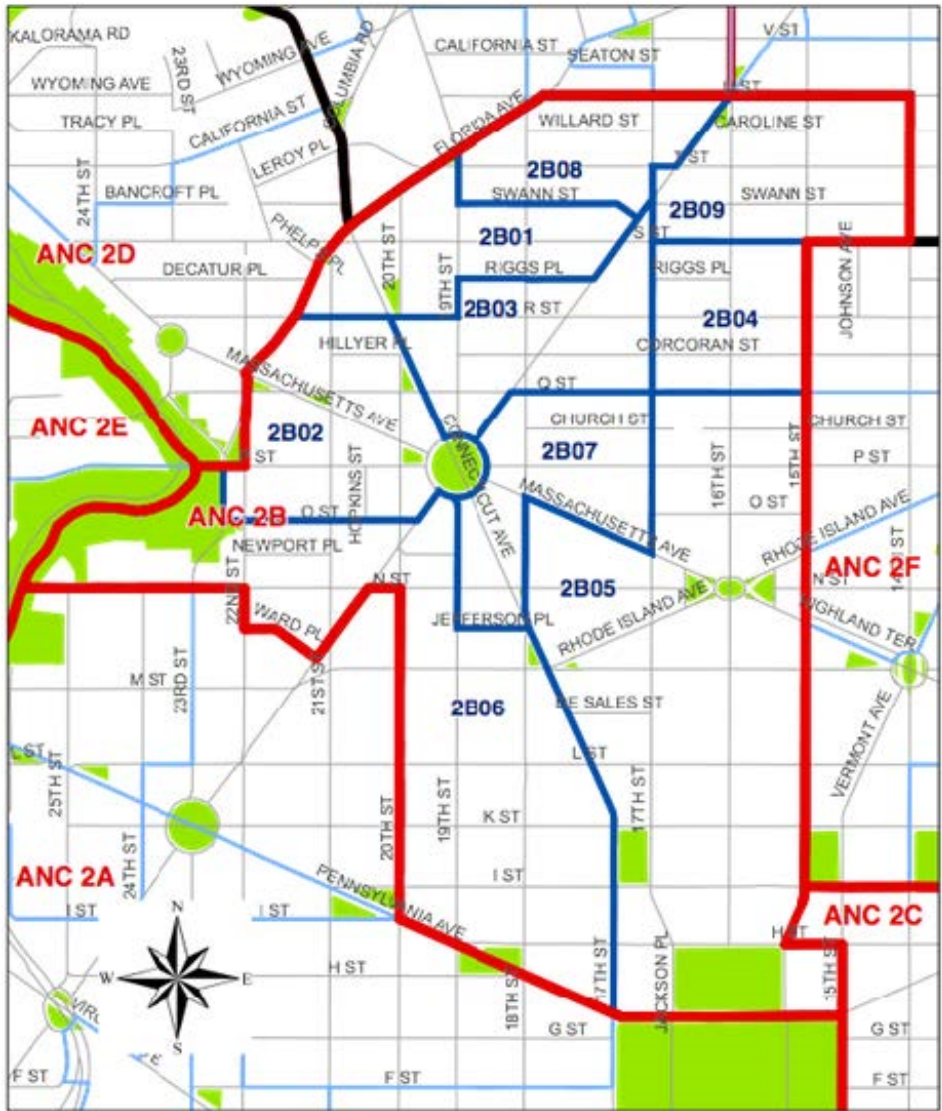 KALORAMA RD
23RD ST
WYOMING AVE
COLUMBIA RD
CALIFORNIA ST
SEATON ST
V ST
WYOMING AVE
CALIFORNIA ST
FLORIDA AVE
TRACY PL
WILLARD ST
CAROLINE ST
LEROY PL
T ST
24TH ST
BANCROFT PL
2B08
SWANN ST
2B09
SWANN ST
PHELPS PL
20TH ST
2B01
S ST
ANC 2D
DECATUR PL
9TH ST
RIGGS PL
RIGGS PL
JOHNSON AVE
2B03
R ST
2B04
HILLYER PL
CORCORAN ST
MASSACHUSETTS AVE
Q ST
ANC 2E
2B02
CONNECTICUT AVE
CHURCH ST
15TH ST
CHURCH ST
2B07
16TH ST
P ST
HOPKINS ST
MASSACHUSETTS AVE
O ST
RHODE ISLAND AVE
ANC 2B
O ST
NEWPORT PL
22ND ST
N ST
2B05
ANC 2F
N ST
WARD PL
JEFFERSON PL
RHODE ISLAND AVE
HIGHLAND TER
M ST
23RD ST
21ST ST
2B06
DE SALES ST
VERMONT AVE
L ST
L ST
25TH ST
20TH ST
19TH ST
K ST
17TH ST
24TH ST
ANC 2A
PENNSYLVANIA AVE
I ST
I ST
I ST
ANC 2C
N
W
E
S
H ST
H ST
18TH ST
17TH ST
JACKSON PL
15TH ST
G ST
G ST
F ST
F ST
F ST